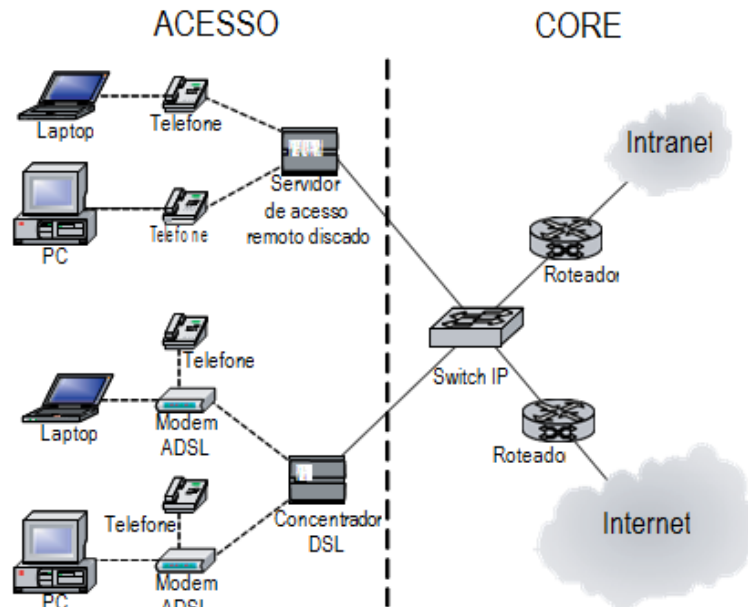 ACESSO
CORE
Laptop
Telefone
Intranet
Servidor
de acesso
remoto discado
PC
Telefone
Roteador
Telefone
Switch IP
Laptop
Modem
ADSL
Roteador
Telefone
Concentrador
DSL
Internet
PC
Modem
ADSL